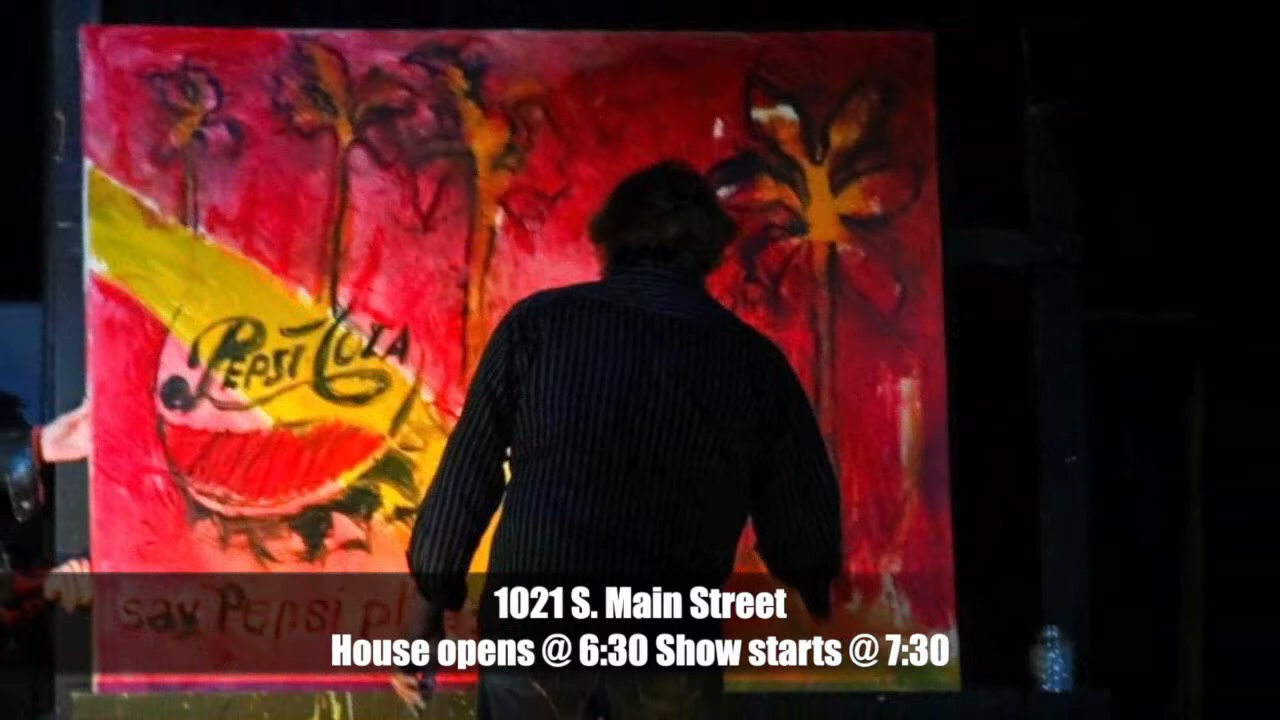 PEPSI-COLA
say Pepsi
1021 S. Main Street
House opens @ 6:30 Show starts @ 7:30